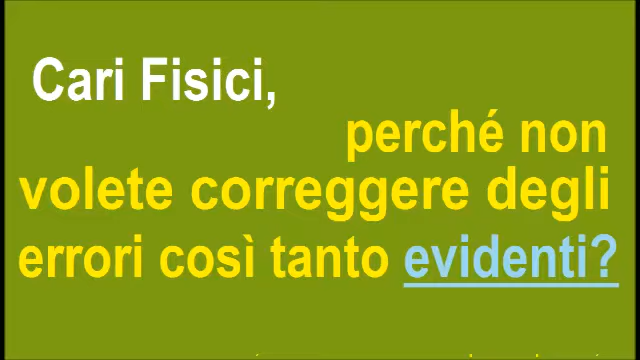 Cari Fisici,
perché non
volete correggere degli
errori così tanto evidenti?